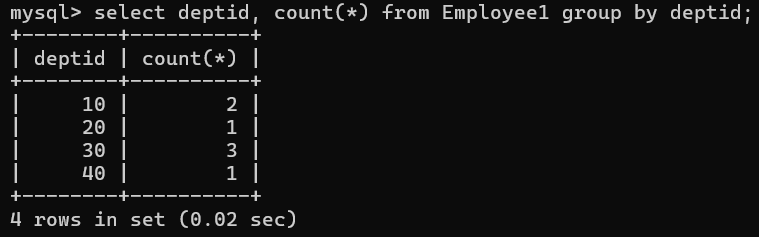 mysql> select deptid, count(*) from Employee1 group by deptid;
+--------+----------+
| deptid | count(*) |
+--------+----------+
|     10 |        2 |
|     20 |        1 |
|     30 |        3 |
|     40 |        1 |
+--------+----------+
4 rows in set (0.02 sec)